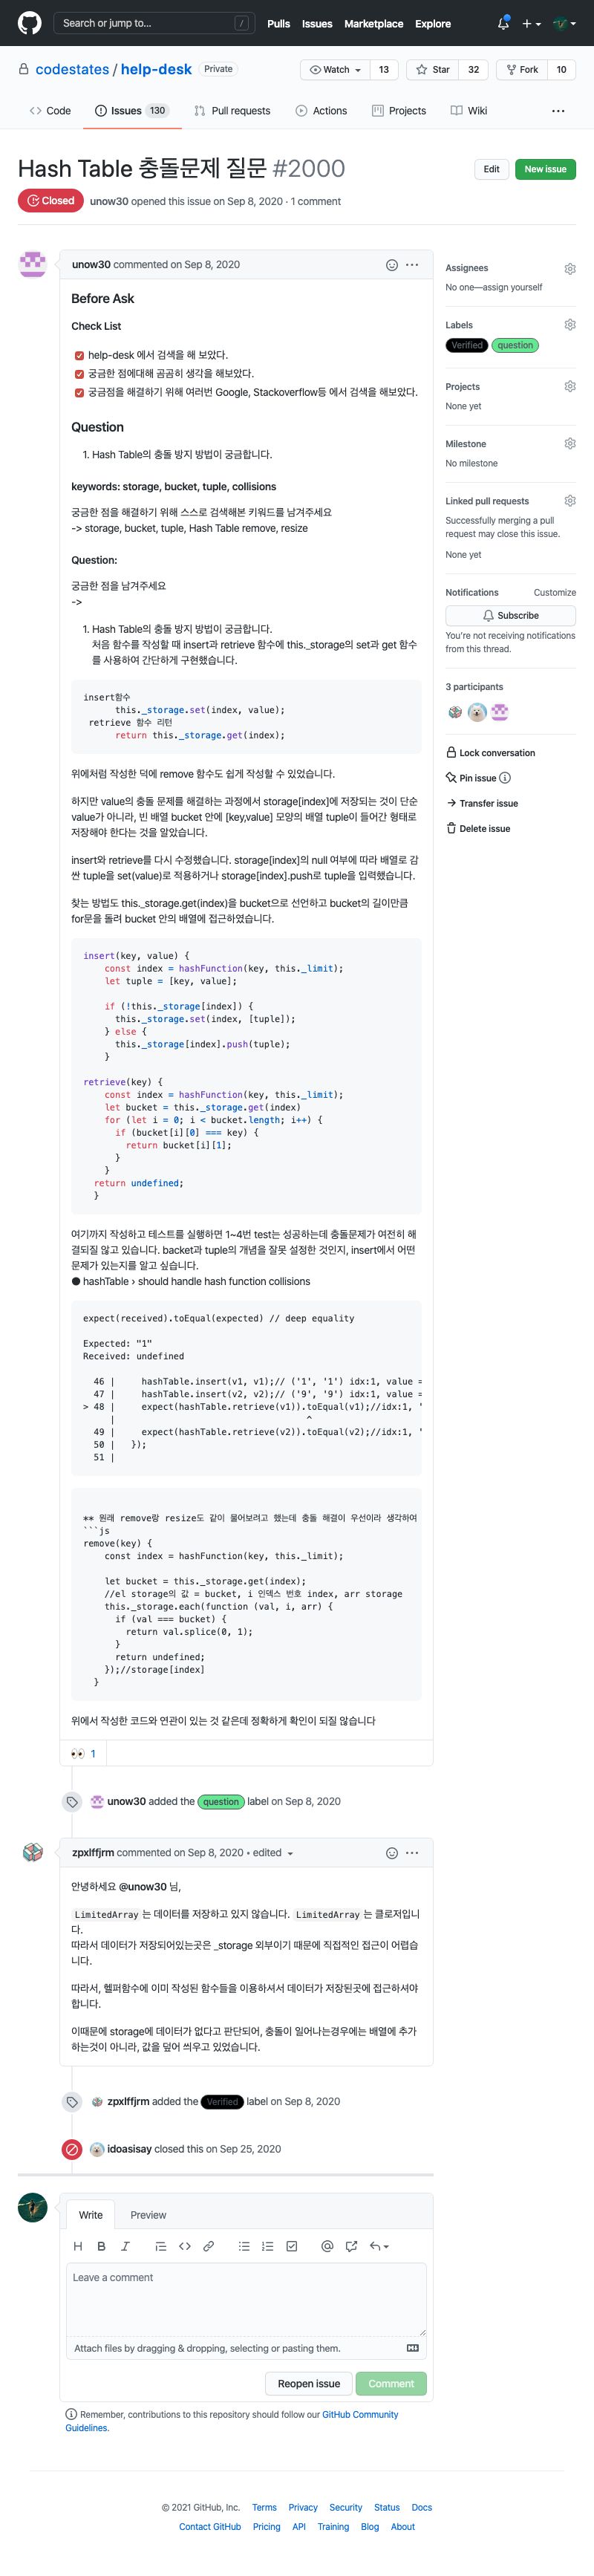 Search or jump to... /
Pulls Issues Marketplace Explore
codestates / help-desk Private
Watch 13 Star 32 Fork 10
Code Issues 130 Pull requests Actions Projects Wiki ...
Hash Table 충돌문제 질문 #2000
Edit New issue
Closed unow30 opened this issue on Sep 8, 2020 · 1 comment
unow30 commented on Sep 8, 2020
Before Ask
Check List
help-desk 에서 검색을 해 보았다.
궁금한 점에대해 곰곰히 생각을 해보았다.
궁금점을 해결하기 위해 여러번 Google, Stackoverflow등 에서 검색을 해보았다.
Question
1. Hash Table의 충돌 방지 방법이 궁금합니다.
keywords: storage, bucket, tuple, collisions
궁금한 점을 해결하기 위해 스스로 검색해본 키워드를 남겨주세요
-> storage, bucket, tuple, Hash Table remove, resize
Question:
궁금한 점을 남겨주세요
->
1. Hash Table의 충돌 방지 방법이 궁금합니다.
처음 함수를 작성할 때 insert과 retrieve 함수에 this._storage의 set과 get 함수
를 사용하여 간단하게 구현했습니다.
insert함수
this._storage.set(index, value);
retrieve 함수 리턴
return this._storage.get(index);
위에처럼 작성한 덕에 remove 함수도 쉽게 작성할 수 있었습니다.
하지만 value의 충돌 문제를 해결하는 과정에서 storage[index]에 저장되는 것이 단순
value가 아니라, 빈 배열 bucket 안에 [key,value] 모양의 배열 tuple이 들어간 형태로
저장해야 한다는 것을 알았습니다.
insert와 retrieve를 다시 수정했습니다. storage[index]의 null 여부에 따라 배열로 감
싼 tuple을 set(value)로 적용하거나 storage[index].push로 tuple을 입력했습니다.
찾는 방법도 this._storage.get(index)을 bucket으로 선언하고 bucket의 길이만큼
for문을 돌려 bucket 안의 배열에 접근하였습니다.
insert(key, value) {
const index = hashFunction(key, this._limit);
let tuple = [key, value];
if (!this._storage[index]) {
this._storage.set(index, [tuple]);
} else {
this._storage[index].push(tuple);
}
retrieve(key) {
const index = hashFunction(key, this._limit);
let bucket = this._storage.get(index)
for (let i = 0; i < bucket.length; i++) {
if (bucket[i][0] === key) {
return bucket[i][1];
}
}
return undefined;
}
여기까지 작성하고 테스트를 실행하면 1~4번 test는 성공하는데 충돌문제가 여전히 해
결되질 않고 있습니다. backet과 tuple의 개념을 잘못 설정한 것인지, insert에서 어떤
문제가 있는지를 알고 싶습니다.
● hashTable › should handle hash function collisions
expect(received).toEqual(expected) // deep equality
Expected: "1"
Received: undefined
46 | hashTable.insert(v1, v1);// ('1', '1') idx:1, value =
47 | hashTable.insert(v2, v2);// ('9', '9') idx:1, value =
> 48 | expect(hashTable.retrieve(v1)).toEqual(v1);//idx:1, '
| ^
49 | expect(hashTable.retrieve(v2)).toEqual(v2);//idx:1, '
50 | });
51 |
** 원래 remove랑 resize도 같이 물어보려고 했는데 충돌 해결이 우선이라 생각하여
```js
remove(key) {
const index = hashFunction(key, this._limit);
let bucket = this._storage.get(index);
//el storage의 값 = bucket, i 인덱스 번호 index, arr storage
this._storage.each(function (val, i, arr) {
if (val === bucket) {
return val.splice(0, 1);
}
return undefined;
});//storage[index]
}
위에서 작성한 코드와 연관이 있는 것 같은데 정확하게 확인이 되질 않습니다
👀 1
unow30 added the question label on Sep 8, 2020
zpxlffjrm commented on Sep 8, 2020 • edited
안녕하세요 @unow30 님,
LimitedArray 는 데이터를 저장하고 있지 않습니다. LimitedArray 는 클로저입니
다.
따라서 데이터가 저장되어있는곳은 _storage 외부이기 때문에 직접적인 접근이 어렵습
니다.
따라서, 헬퍼함수에 이미 작성된 함수들을 이용하셔서 데이터가 저장된곳에 접근하셔야
합니다.
이때문에 storage에 데이터가 없다고 판단되어, 충돌이 일어나는경우에는 배열에 추가
하는것이 아니라, 값을 덮어 씌우고 있었습니다.
zpxlffjrm added the Verified label on Sep 8, 2020
idoasisay closed this on Sep 25, 2020
Write Preview
H B I
Leave a comment
Attach files by dragging & dropping, selecting or pasting them.
Reopen issue Comment
Remember, contributions to this repository should follow our GitHub Community
Guidelines.
Assignees
No one—assign yourself
Labels
Verified question
Projects
None yet
Milestone
No milestone
Linked pull requests
Successfully merging a pull
request may close this issue.
None yet
Notifications Customize
Subscribe
You're not receiving notifications
from this thread.
3 participants
Lock conversation
Pin issue
Transfer issue
Delete issue
© 2021 GitHub, Inc. Terms Privacy Security Status Docs
Contact GitHub Pricing API Training Blog About